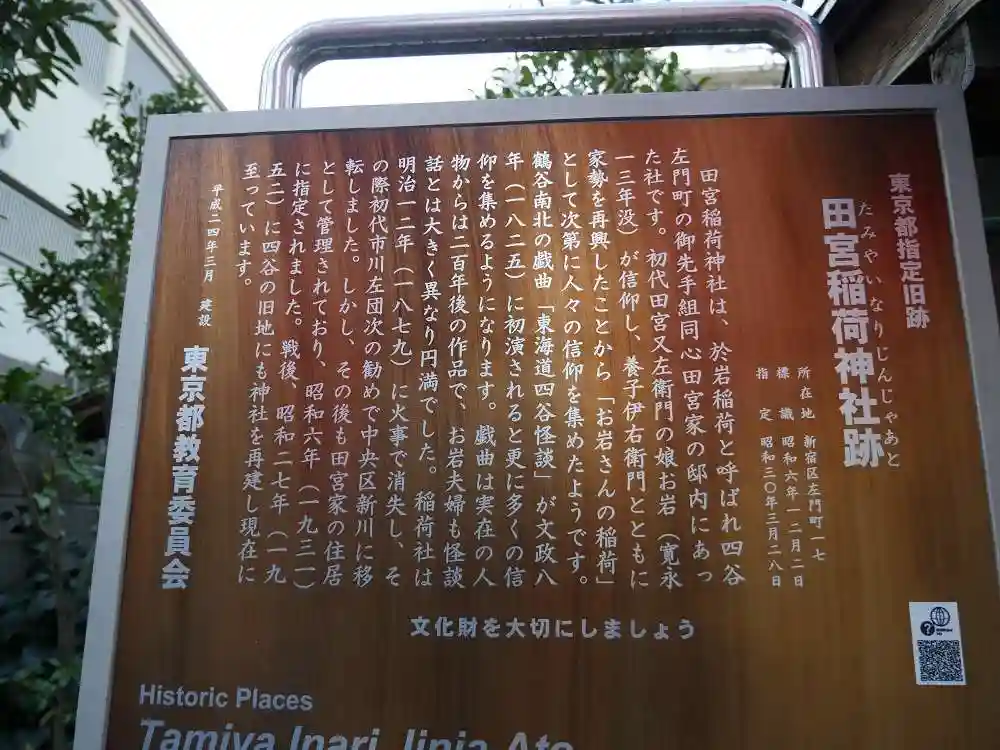 東京都指定旧跡
たみやいなりじんじゃあと
田宮稲荷神社跡
所在地 新宿区左門町一七
標識 昭和六年一二月二日
指定 昭和三〇年三月二八日
田宮稲荷神社は、於岩稲荷と呼ばれ四谷
左門町の御先手組同心田宮家の邸内にあっ
た社です。初代田宮又左衛門の娘お岩（寛永
一三年没）が信仰し、養子伊右衛門とともに
家勢を再興したことから「お岩さんの稲荷」
として次第に人々の信仰を集めたようです。
鶴谷南北の戯曲「東海道四谷怪談」が文政八
年（一八二五）に初演されると更に多くの信
仰を集めるようになります。戯曲は実在の人
物からは二百年後の作品で、お岩夫婦も怪談
話とは大きく異なり円満でした。稲荷社は
明治一二年（一八七九）に火事で消失し、そ
の際初代市川左団次の勧めで中央区新川に移
転しました。しかし、その後も田宮家の住居
として管理されており、昭和六年（一九三一）
に指定されました。戦後、昭和二七年（一九
五二）に四谷の旧地にも神社を再建し現在に
至っています。
平成二四年三月 建設
東京都教育委員会
文化財を大切にしましょう
Historic Places
Tamiya Inari Jinja Ato